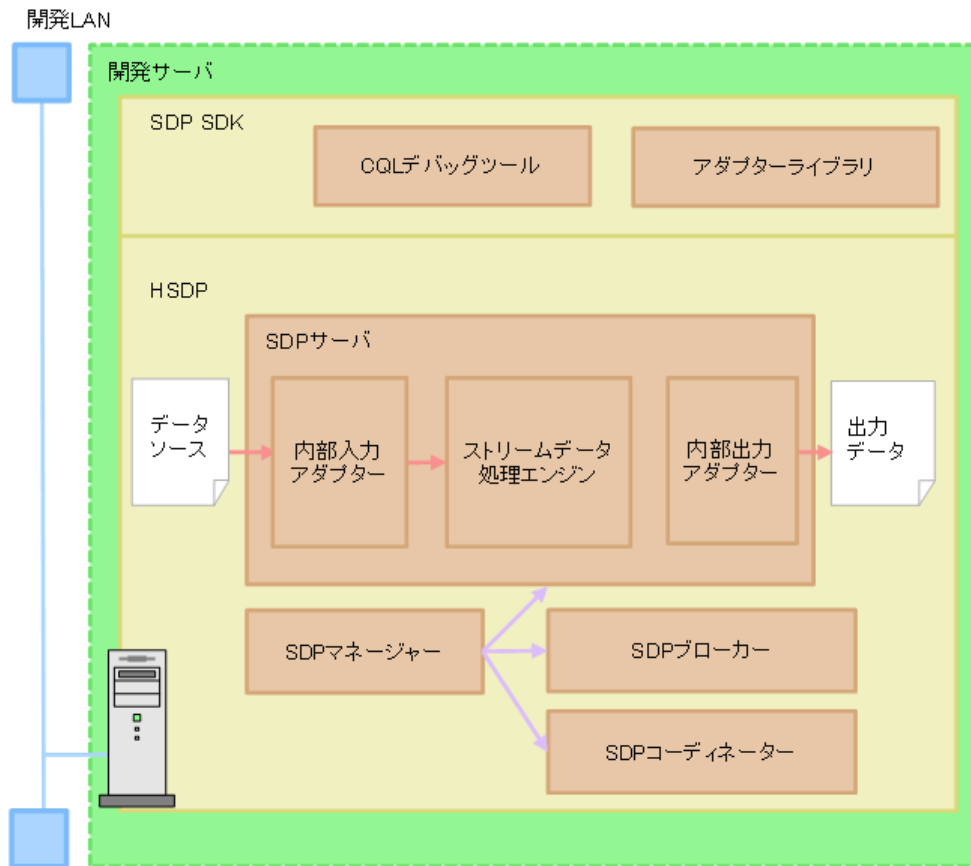 開発LAN
開発サーバ
SDP SDK
CQLデバッグツール
アダプターライブラリ
HSDP
SDPサーバ
データ
ソース
内部入力
アダプター
ストリームデータ
処理エンジン
内部出力
アダプター
出力
データ
SDPマネージャー
SDPブローカー
SDPコーディネーター